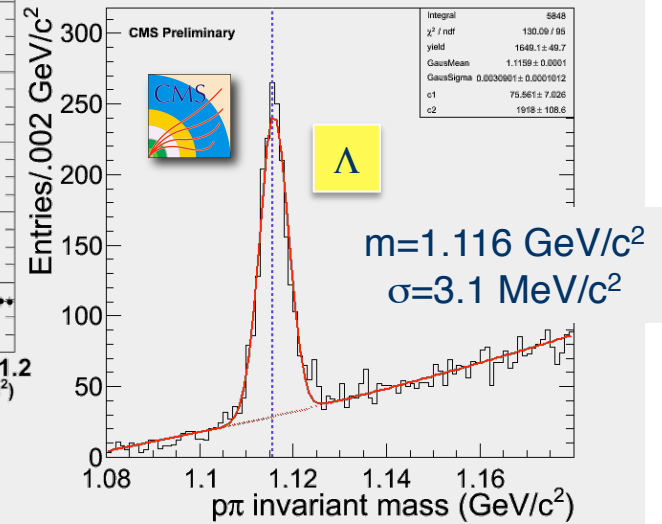 CMS Preliminary
CMS
Integral 5848
χ² / ndf 130.09 / 95
yield 1649.1 ± 49.7
GausMean 1.1159 ± 0.0001
GausSigma 0.0030901 ± 0.0001012
c1 75.561 ± 7.026
c2 1918 ± 108.6
Λ
m=1.116 GeV/c²
σ=3.1 MeV/c²
Entries/.002 GeV/c²
300
250
200
150
100
50
0
1.08
1.1
1.12
1.14
1.16
pπ invariant mass (GeV/c²)
1.2
²)